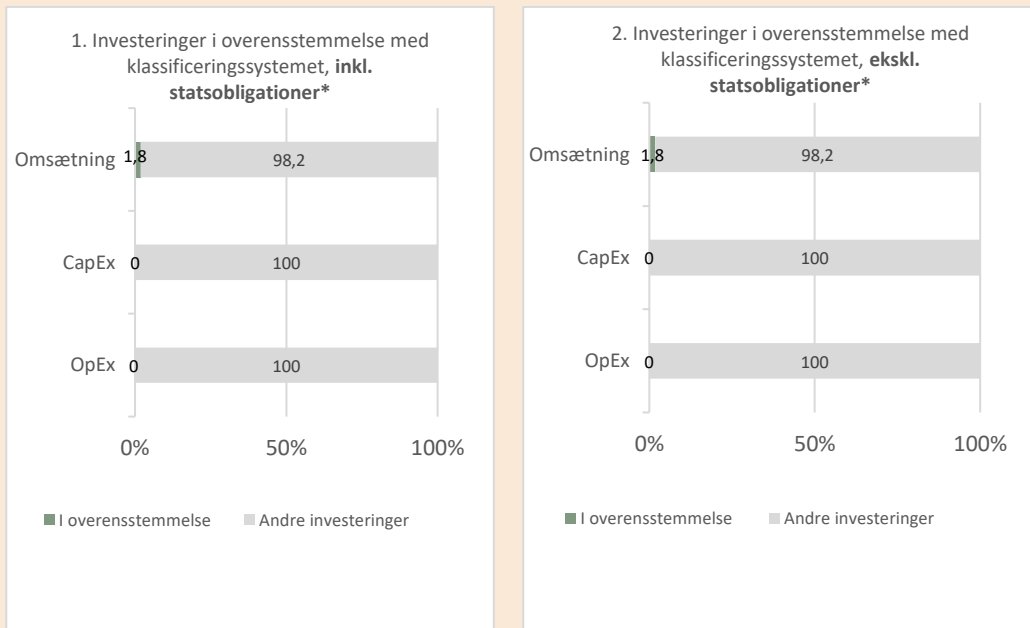 1. Investeringer i overensstemmelse med
klassificeringssystemet, inkl.
statsobligationer*
Omsætning 1,8 98,2
CapEx 0 100
OpEx 0 100
0% 50% 100%
I overensstemmelse Andre investeringer
2. Investeringer i overensstemmelse med
klassificeringssystemet, ekskl.
statsobligationer*
Omsætning 1,8 98,2
CapEx 0 100
OpEx 0 100
0% 50% 100%
I overensstemmelse Andre investeringer